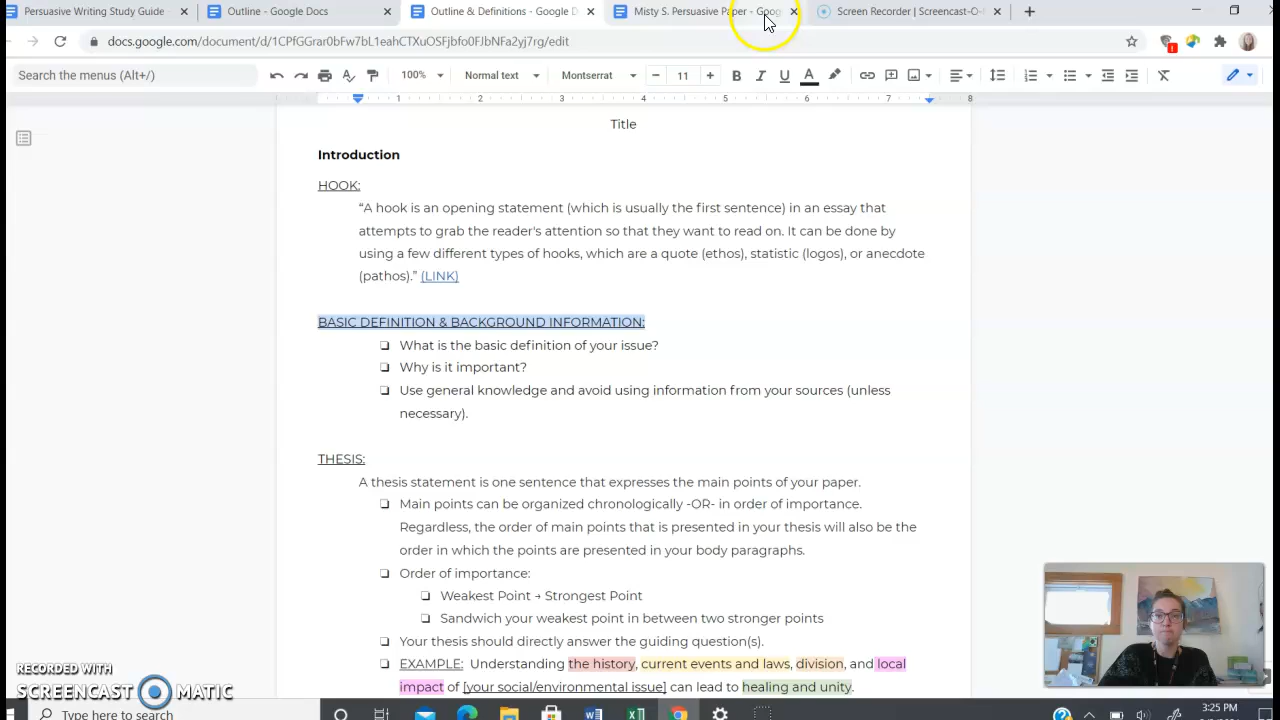 Persuasive Writing Study Guide
Outline - Google Docs
Outline & Definitions - Google D
Misty S. Persuasive Paper - Goog
Screencast-O-
docs.google.com/document/d/1CPfGGrar0bFw7bL1eahCTXuOSFjbfo0FJbNFa2yj7rg/edit
Search the menus (Alt+/)
100%
Normal text
Montserrat
11
1 2 3 4 5 6 7 8
Title
Introduction
HOOK:
“A hook is an opening statement (which is usually the first sentence) in an essay that
attempts to grab the reader's attention so that they want to read on. It can be done by
using a few different types of hooks, which are a quote (ethos), statistic (logos), or anecdote
(pathos).” (LINK)
BASIC DEFINITION & BACKGROUND INFORMATION:
What is the basic definition of your issue?
Why is it important?
Use general knowledge and avoid using information from your sources (unless
necessary).
THESIS:
A thesis statement is one sentence that expresses the main points of your paper.
Main points can be organized chronologically -OR- in order of importance.
Regardless, the order of main points that is presented in your thesis will also be the
order in which the points are presented in your body paragraphs.
Order of importance:
Weakest Point → Strongest Point
Sandwich your weakest point in between two stronger points
Your thesis should directly answer the guiding question(s).
EXAMPLE: Understanding the history, current events and laws, division, and local
impact of [your social/environmental issue] can lead to healing and unity.
RECORDED WITH
SCREENCAST MATIC
Type here to search
3:25 PM